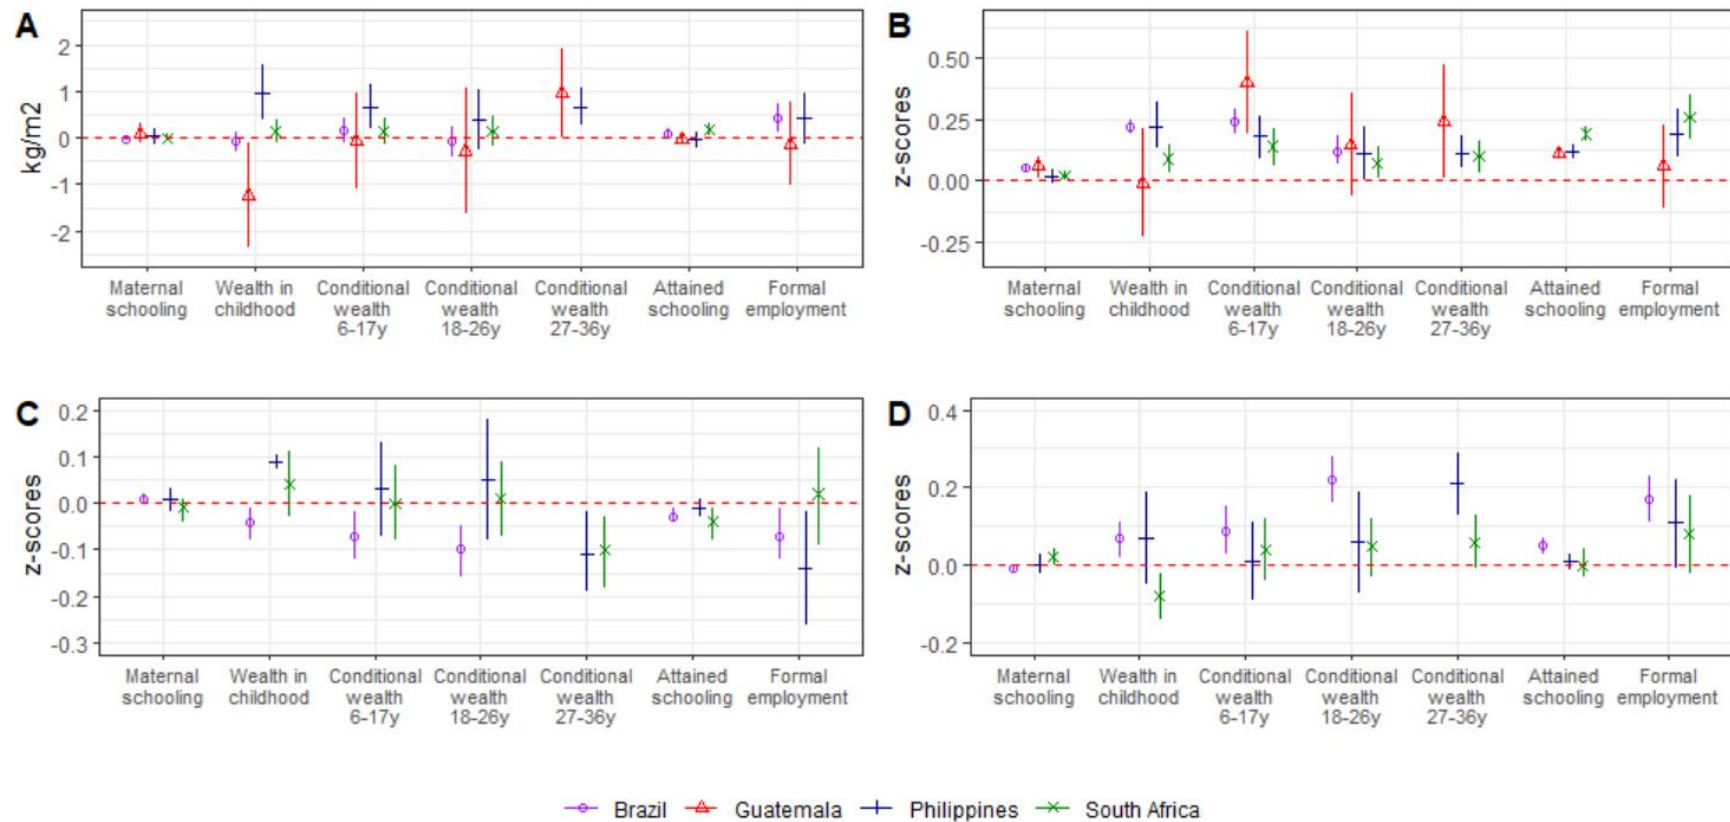 A
kg/m2
2
1
0
-1
-2
Maternal schooling
Wealth in childhood
Conditional wealth 6-17y
Conditional wealth 18-26y
Conditional wealth 27-36y
Attained schooling
Formal employment
B
z-scores
0.50
0.25
0.00
-0.25
Maternal schooling
Wealth in childhood
Conditional wealth 6-17y
Conditional wealth 18-26y
Conditional wealth 27-36y
Attained schooling
Formal employment
C
z-scores
0.2
0.1
0.0
-0.1
-0.2
-0.3
Maternal schooling
Wealth in childhood
Conditional wealth 6-17y
Conditional wealth 18-26y
Conditional wealth 27-36y
Attained schooling
Formal employment
D
z-scores
0.4
0.2
0.0
-0.2
Maternal schooling
Wealth in childhood
Conditional wealth 6-17y
Conditional wealth 18-26y
Conditional wealth 27-36y
Attained schooling
Formal employment
Brazil Guatemala Philippines South Africa